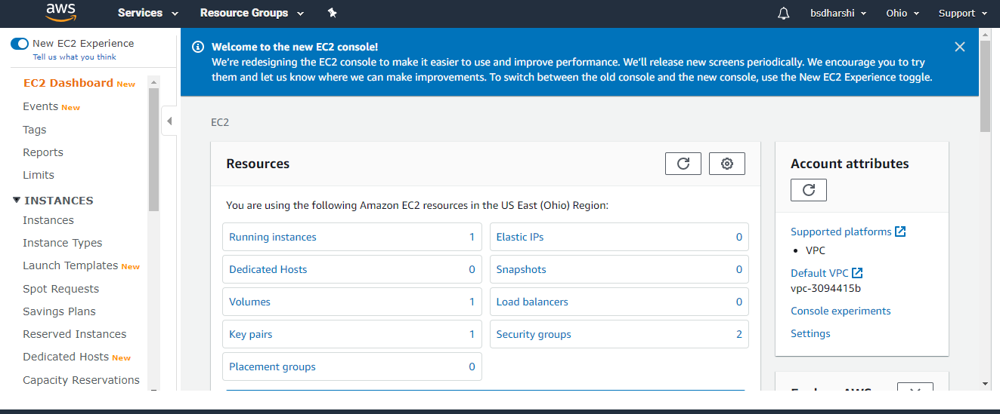 aws Services Resource Groups bsdharshi Ohio Support
New EC2 Experience
Tell us what you think
EC2 Dashboard New
Events New
Tags
Reports
Limits
INSTANCES
Instances
Instance Types
Launch Templates New
Spot Requests
Savings Plans
Reserved Instances
Dedicated Hosts New
Capacity Reservations
Welcome to the new EC2 console!
We're redesigning the EC2 console to make it easier to use and improve performance. We'll release new screens periodically. We encourage you to try
them and let us know where we can make improvements. To switch between the old console and the new console, use the New EC2 Experience toggle.
EC2
Resources
You are using the following Amazon EC2 resources in the US East (Ohio) Region:
Running instances 1
Elastic IPs 0
Dedicated Hosts 0
Snapshots 0
Volumes 1
Load balancers 0
Key pairs 1
Security groups 2
Placement groups 0
Account attributes
Supported platforms
• VPC
Default VPC
vpc-3094415b
Console experiments
Settings